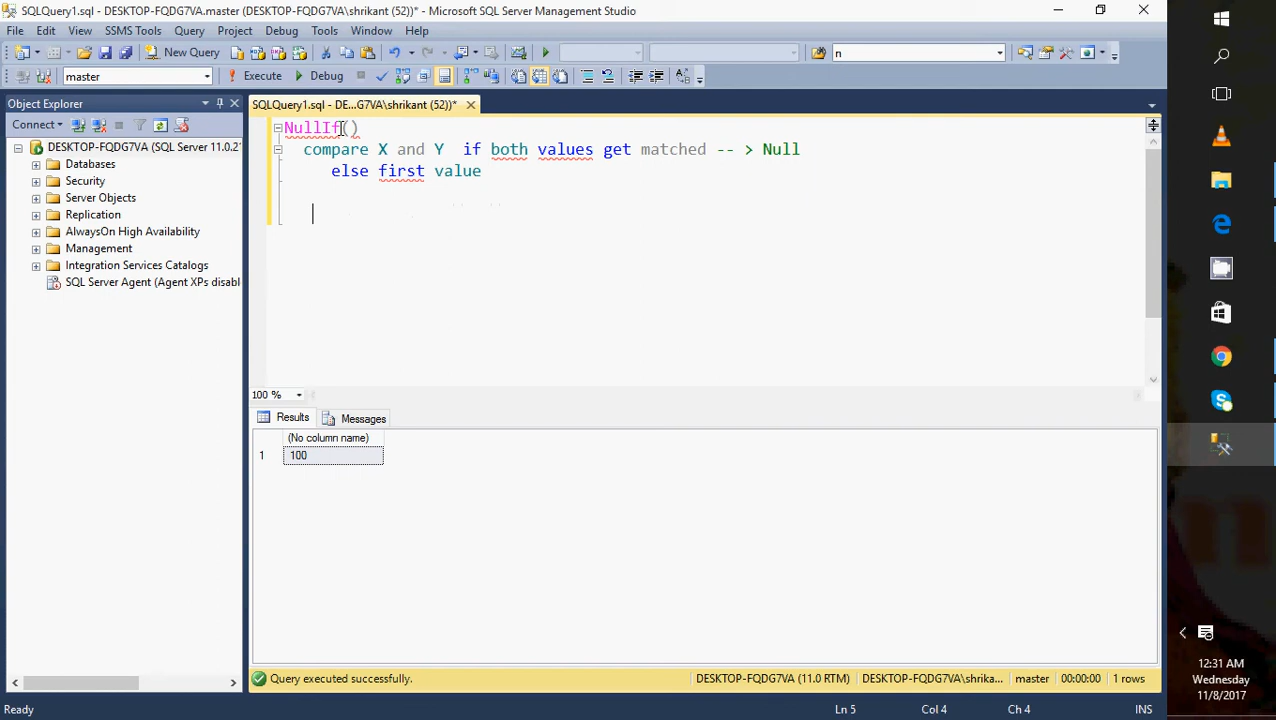 SQLQuery1.sql - DESKTOP-FQDG7VA.master (DESKTOP-FQDG7VA\shrikant (52))* - Microsoft SQL Server Management Studio
File Edit View SSMS Tools Query Project Debug Tools Window Help
New Query n
master Execute Debug
Object Explorer
SQLQuery1.sql - DE...G7VA\shrikant (52))*
Connect
DESKTOP-FQDG7VA (SQL Server 11.0.2
Databases
Security
Server Objects
Replication
AlwaysOn High Availability
Management
Integration Services Catalogs
SQL Server Agent (Agent XPs disabl
NullIf()
compare X and Y if both values get matched -- > Null
else first value
100 %
Results Messages
(No column name)
1 100
Query executed successfully. DESKTOP-FQDG7VA (11.0 RTM) DESKTOP-FQDG7VA\shrika... master 00:00:00 1 rows
Ready Ln 5 Col 4 Ch 4 INS
12:31 AM
Wednesday
11/8/2017